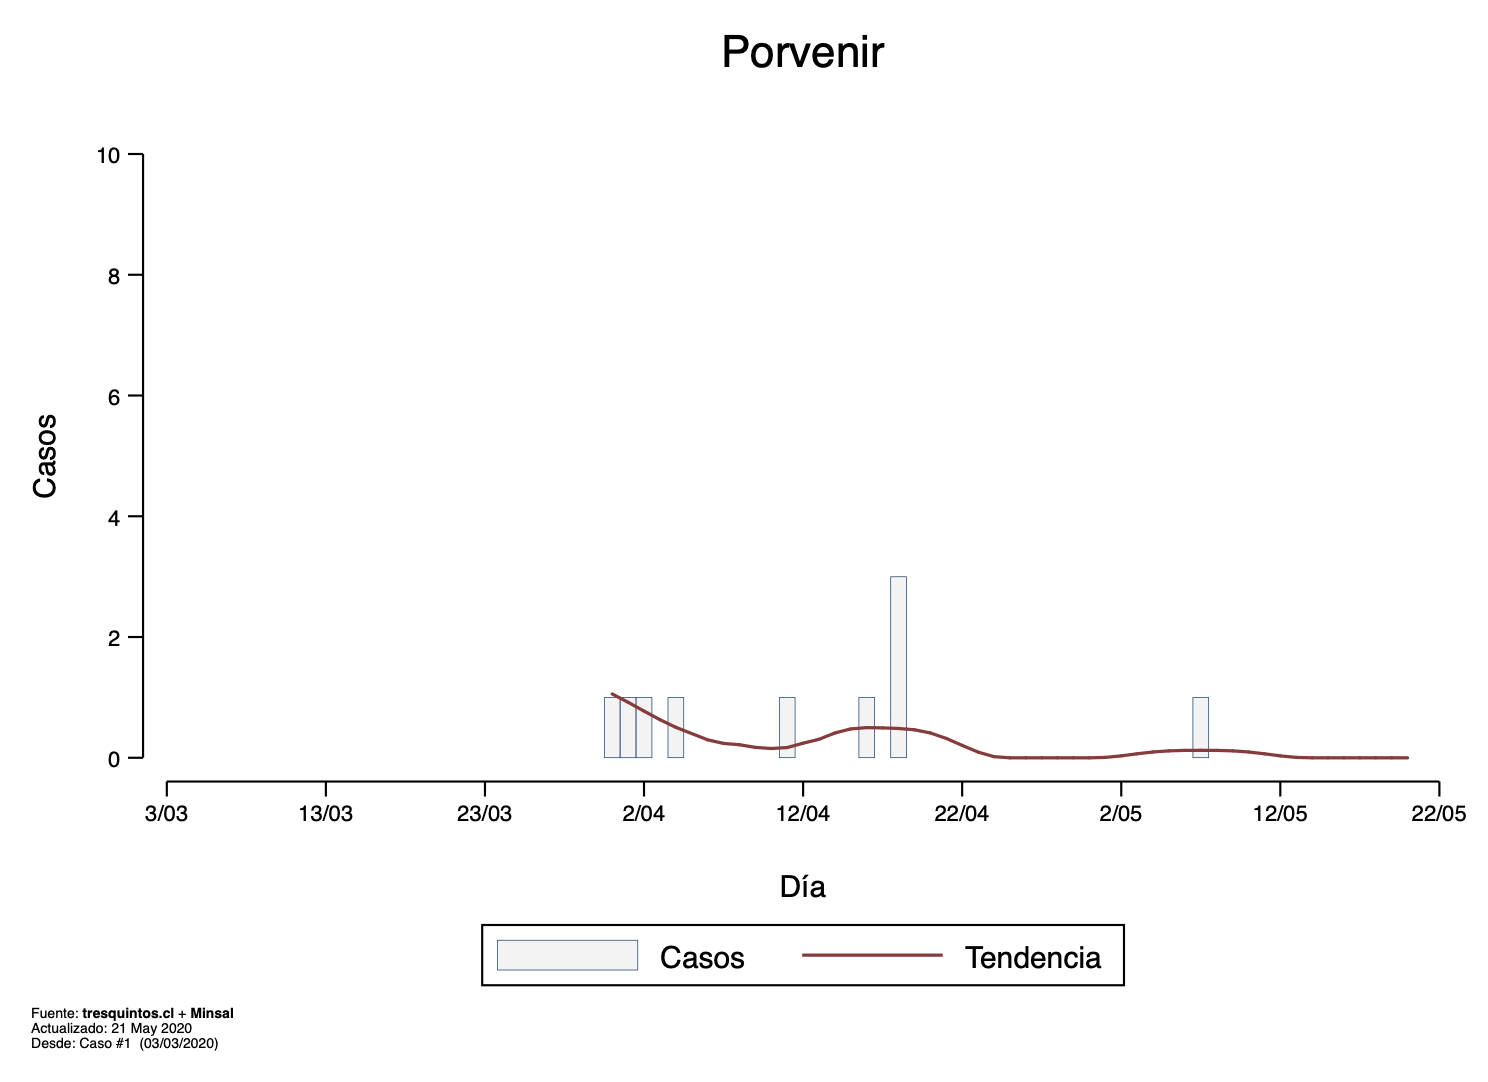 Porvenir
10
8
6
4
2
0
Casos
3/03 13/03 23/03 2/04 12/04 22/04 2/05 12/05 22/05
Día
Casos Tendencia
Fuente: tresquintos.cl + Minsal
Actualizado: 21 May 2020
Desde: Caso #1 (03/03/2020)